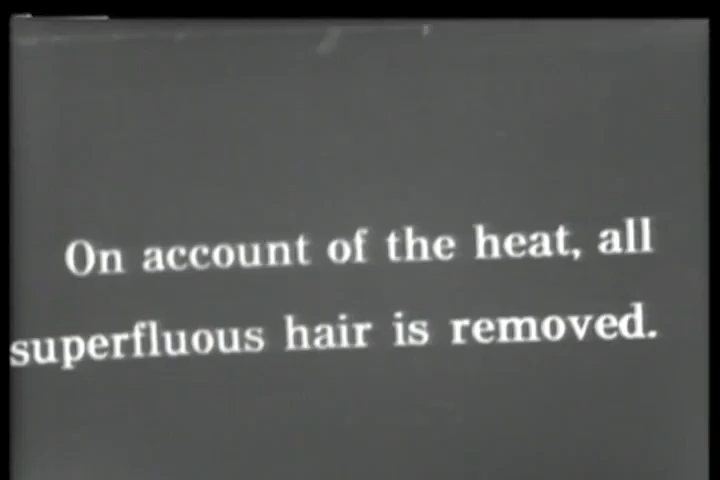 On account of the heat, all
superfluous hair is removed.